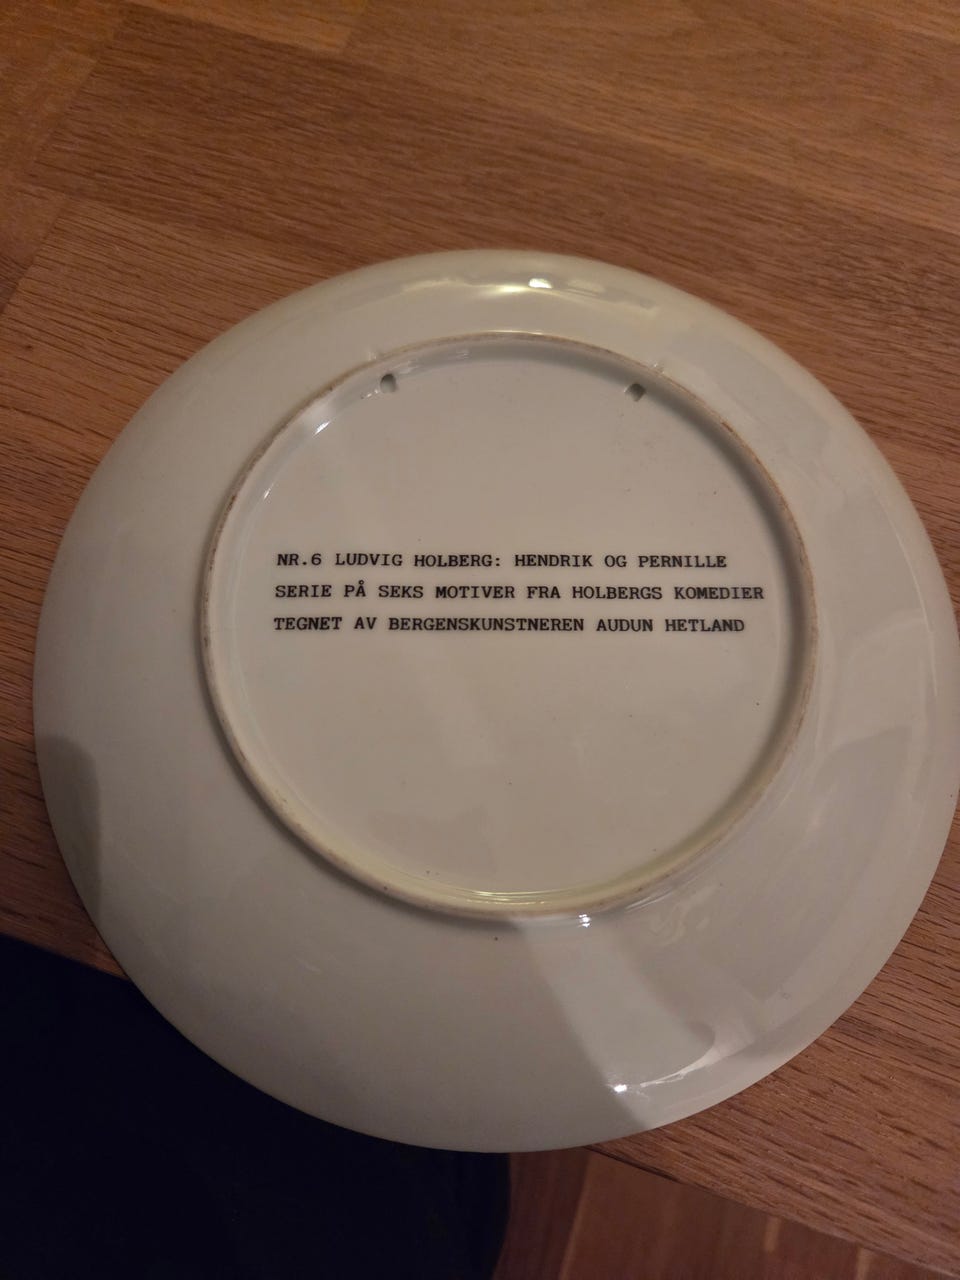 NR.6 LUDVIG HOLBERG: HENDRIK OG PERNILLE
SERIE PÅ SEKS MOTIVER FRA HOLBERGS KOMEDIER
TEGNET AV BERGENSKUNSTNEREN AUDUN HETLAND